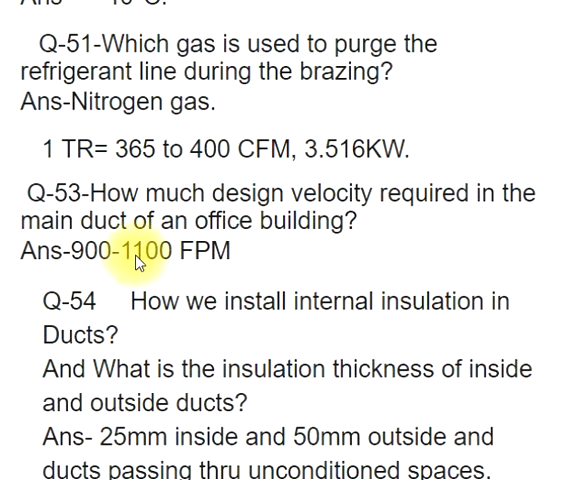 Q-51-Which gas is used to purge the
refrigerant line during the brazing?
Ans-Nitrogen gas.
1 TR= 365 to 400 CFM, 3.516KW.
Q-53-How much design velocity required in the
main duct of an office building?
Ans-900-1100 FPM
Q-54 How we install internal insulation in
Ducts?
And What is the insulation thickness of inside
and outside ducts?
Ans- 25mm inside and 50mm outside and
ducts passing thru unconditioned spaces.